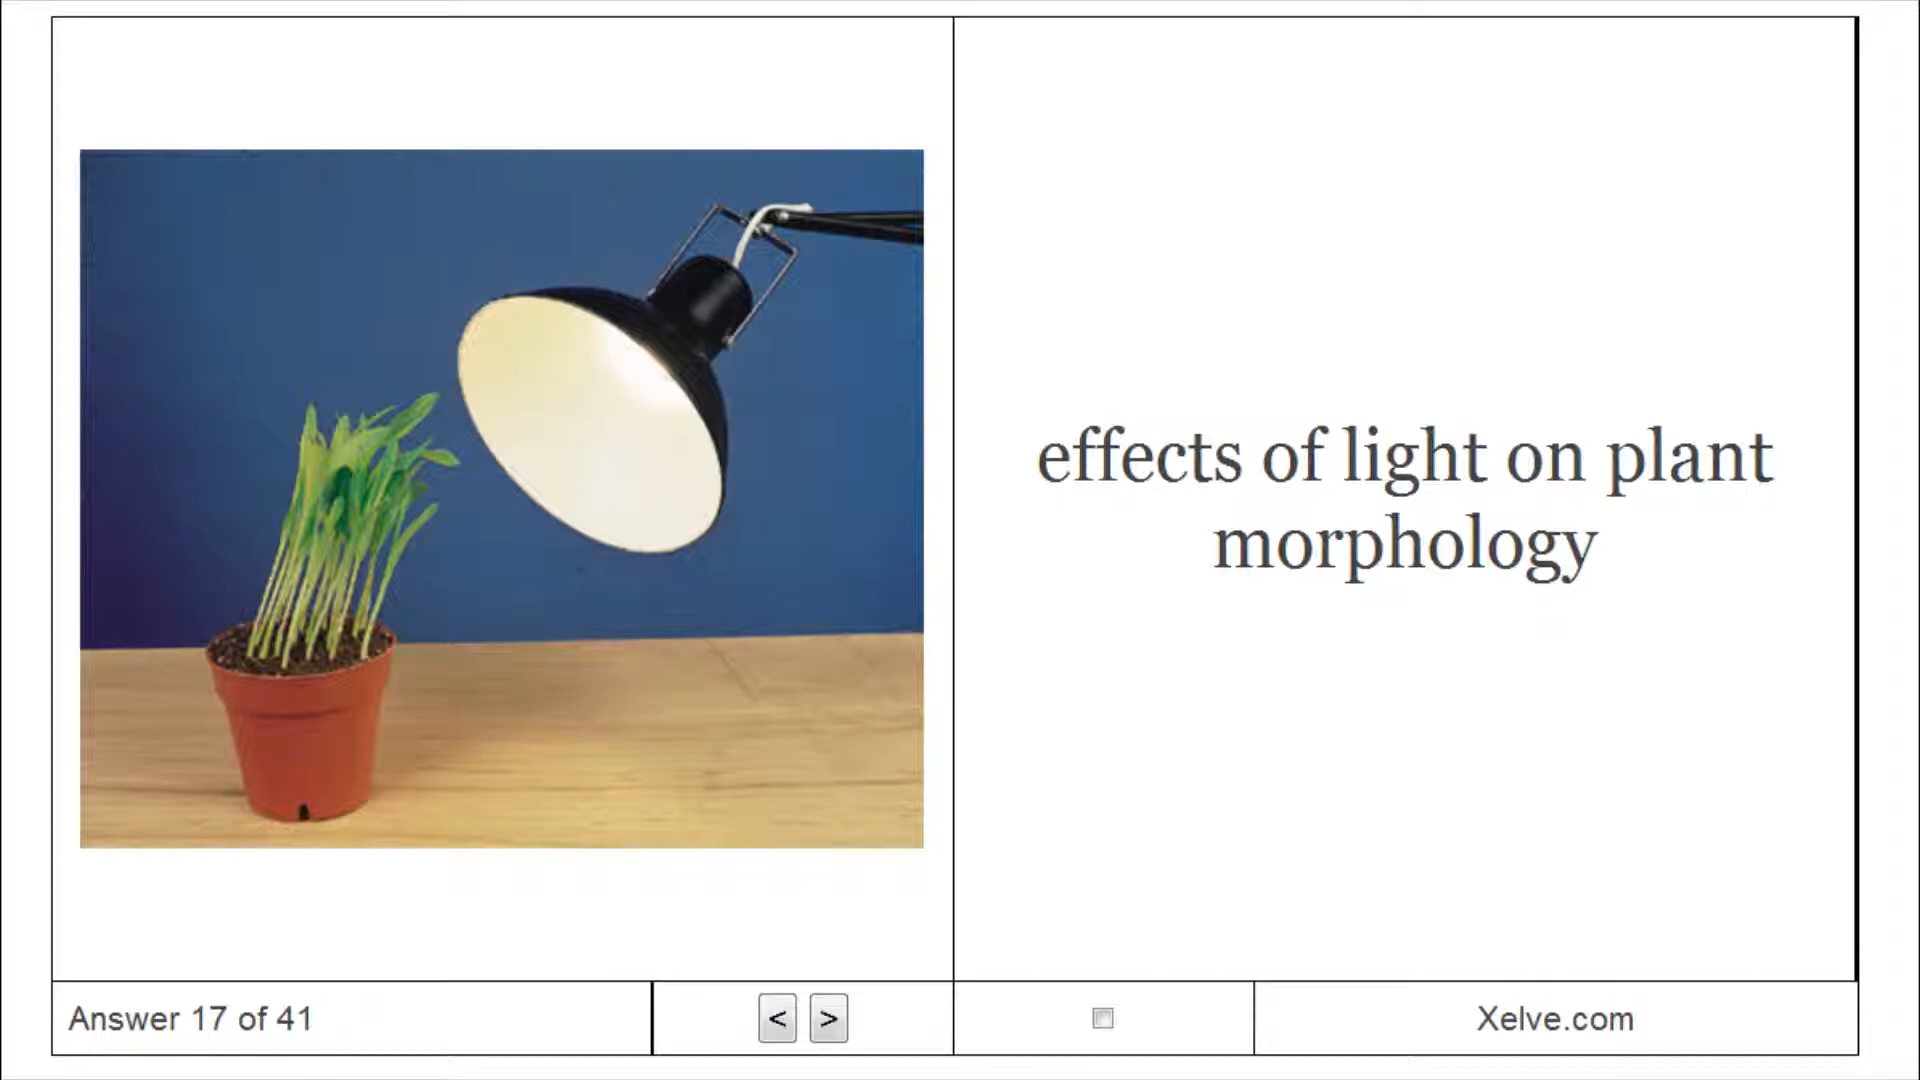 effects of light on plant
morphology
Answer 17 of 41
<
>
Xelve.com